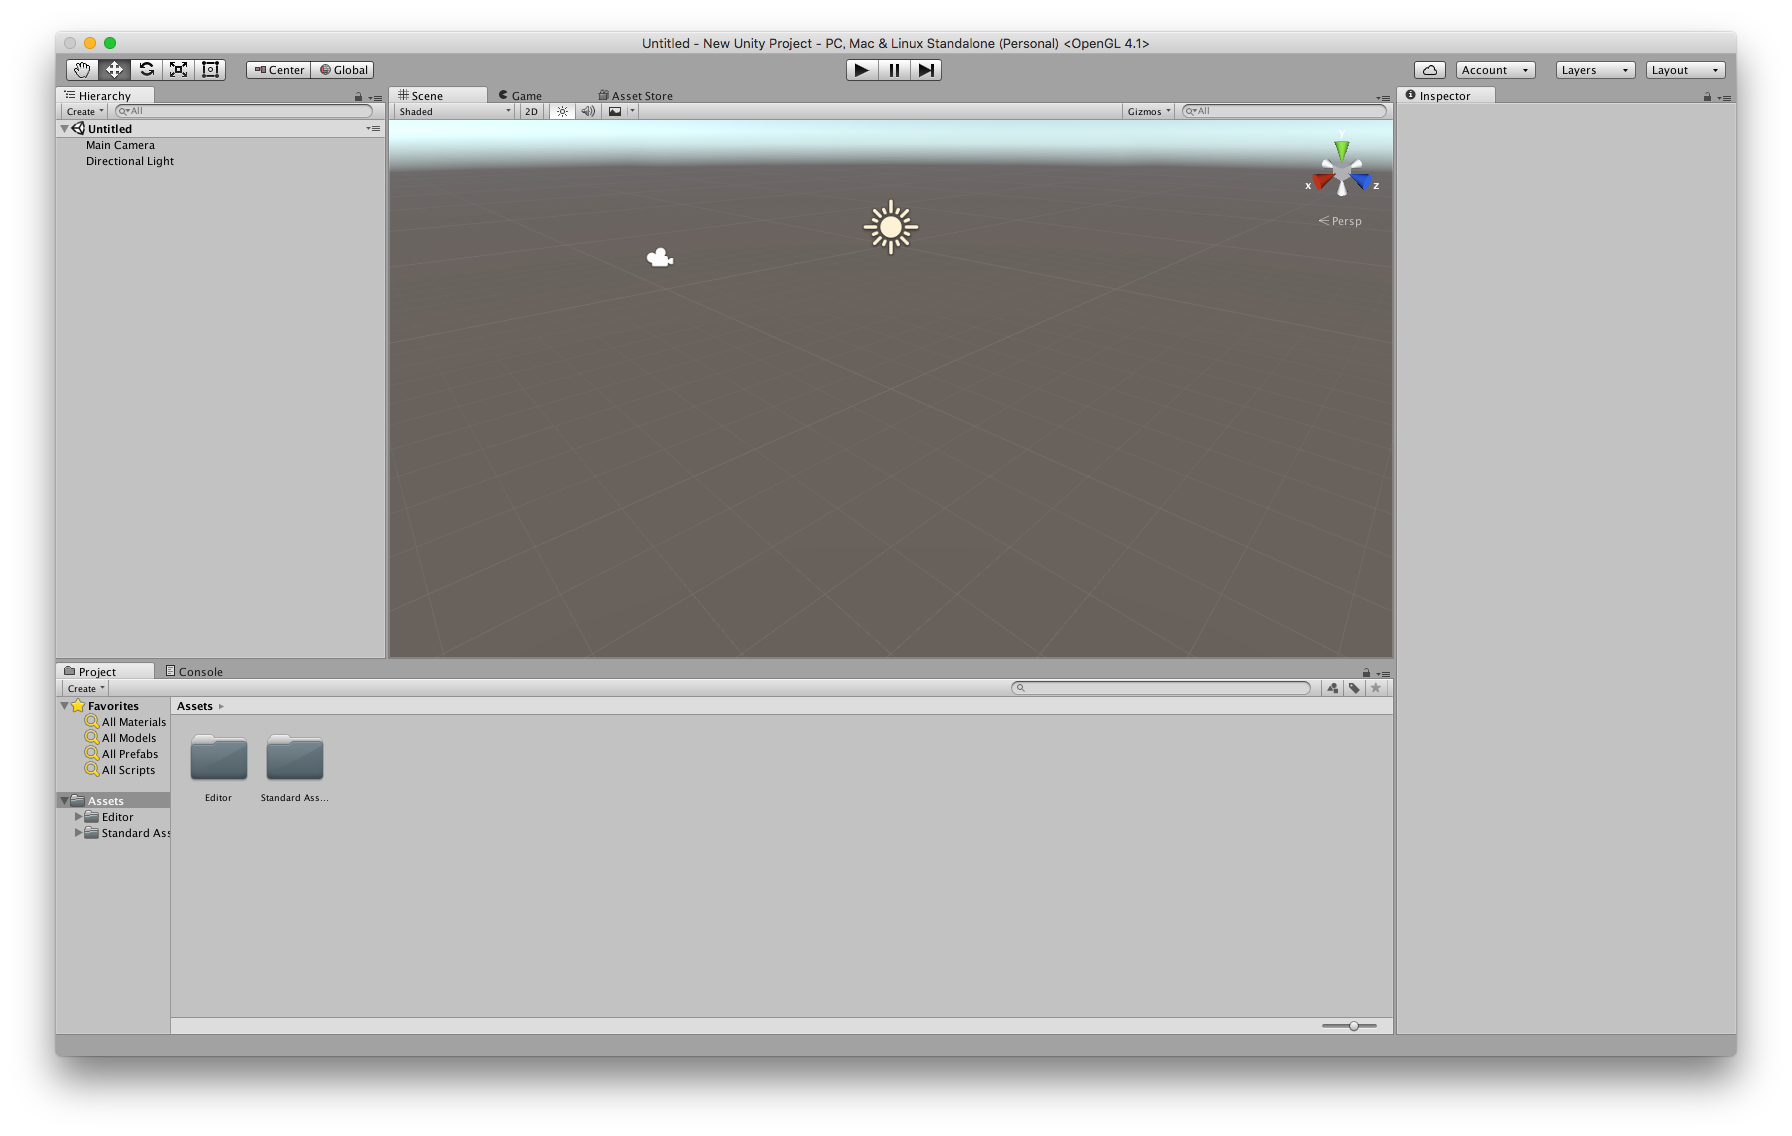 Untitled - New Unity Project - PC, Mac & Linux Standalone (Personal) <OpenGL 4.1>
Center Global Account Layers Layout
Hierarchy
Create All
Untitled
Main Camera
Directional Light
Scene Game Asset Store
Shaded 2D Gizmos All
y
x z
Persp
Inspector
Project Console
Create
Favorites
All Materials
All Models
All Prefabs
All Scripts
Assets
Editor
Standard Ass
Assets
Editor Standard Ass...